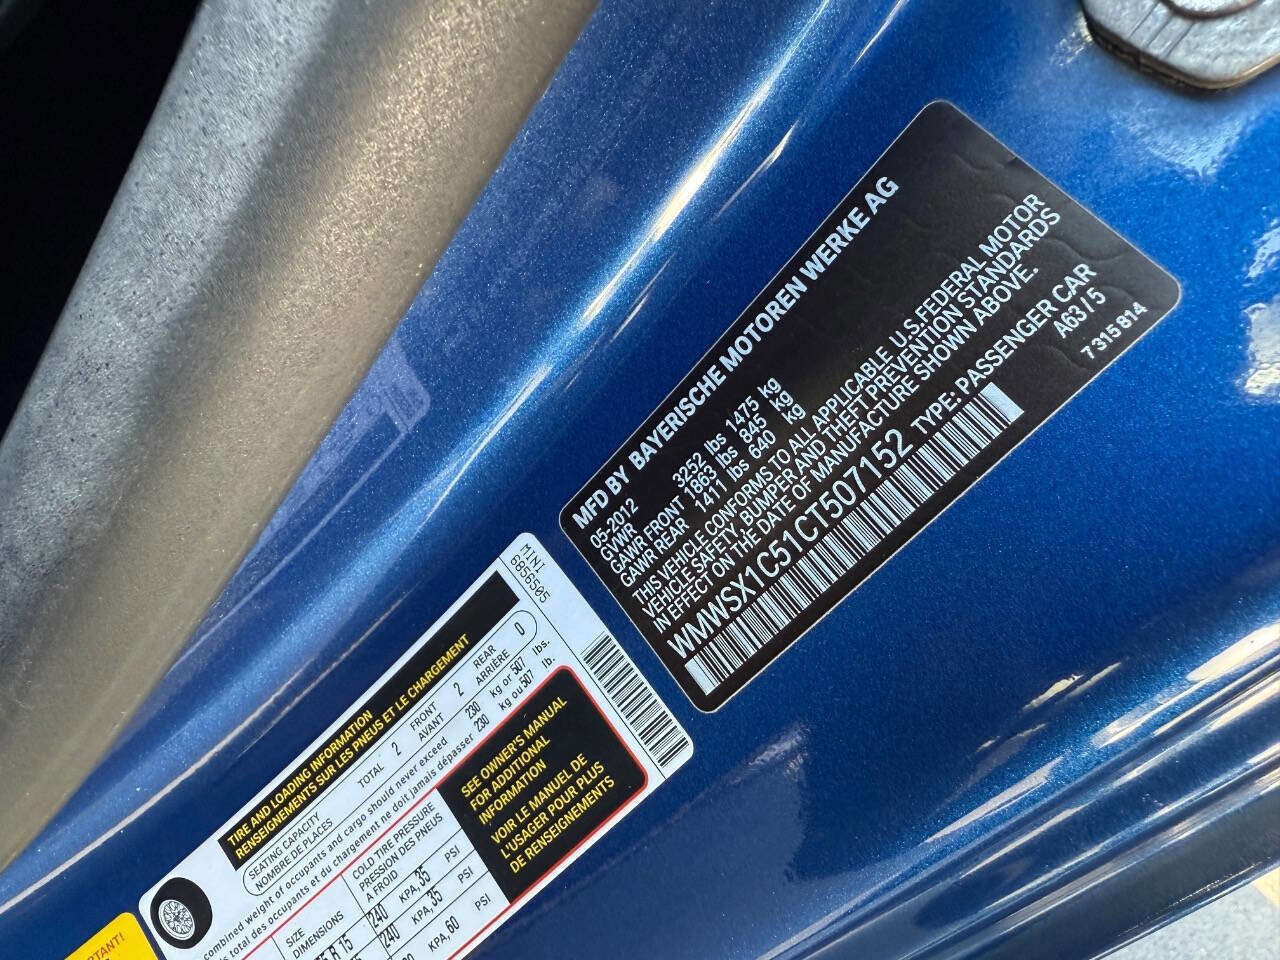 MFD BY BAYERISCHE MOTOREN WERKE AG
05-2012
GVWR 3252 lbs 1475 kg
GAWR FRONT 1863 lbs 845 kg
GAWR REAR 1411 lbs 640 kg
THIS VEHICLE CONFORMS TO ALL APPLICABLE U.S.FEDERAL MOTOR
VEHICLE SAFETY, BUMPER AND THEFT PREVENTION STANDARDS
IN EFFECT ON THE DATE OF MANUFACTURE SHOWN ABOVE.
WMWSX1C51CT507152 TYPE: PASSENGER CAR
A63/5
7 315 814
MINI
6856505
TIRE AND LOADING INFORMATION
RENSEIGNEMENTS SUR LES PNEUS ET LE CHARGEMENT
SEATING CAPACITY
NOMBRE DE PLACES
TOTAL 2
FRONT
AVANT 2
REAR
ARRIÈRE 0
combined weight of occupants and cargo should never exceed 230 kg or 507 lbs.
total des occupants et du chargement ne doit jamais dépasser 230 kg ou 507 lb.
SIZE
DIMENSIONS
COLD TIRE PRESSURE
PRESSION DES PNEUS
A FROID
R 15 240 KPA, 35 PSI
240 KPA, 35 PSI
KPA, 60 PSI
SEE OWNER'S MANUAL
FOR ADDITIONAL
INFORMATION
VOIR LE MANUEL DE
L'USAGER POUR PLUS
DE RENSEIGNEMENTS